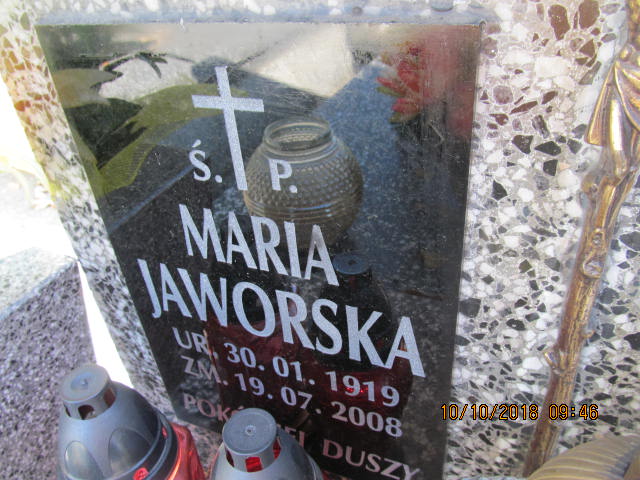 Ś. P.
MARIA
JAWORSKA
UR. 30. 01. 1919
ZM. 19. 07. 2008
DUSZY
10/10/2018 09:46